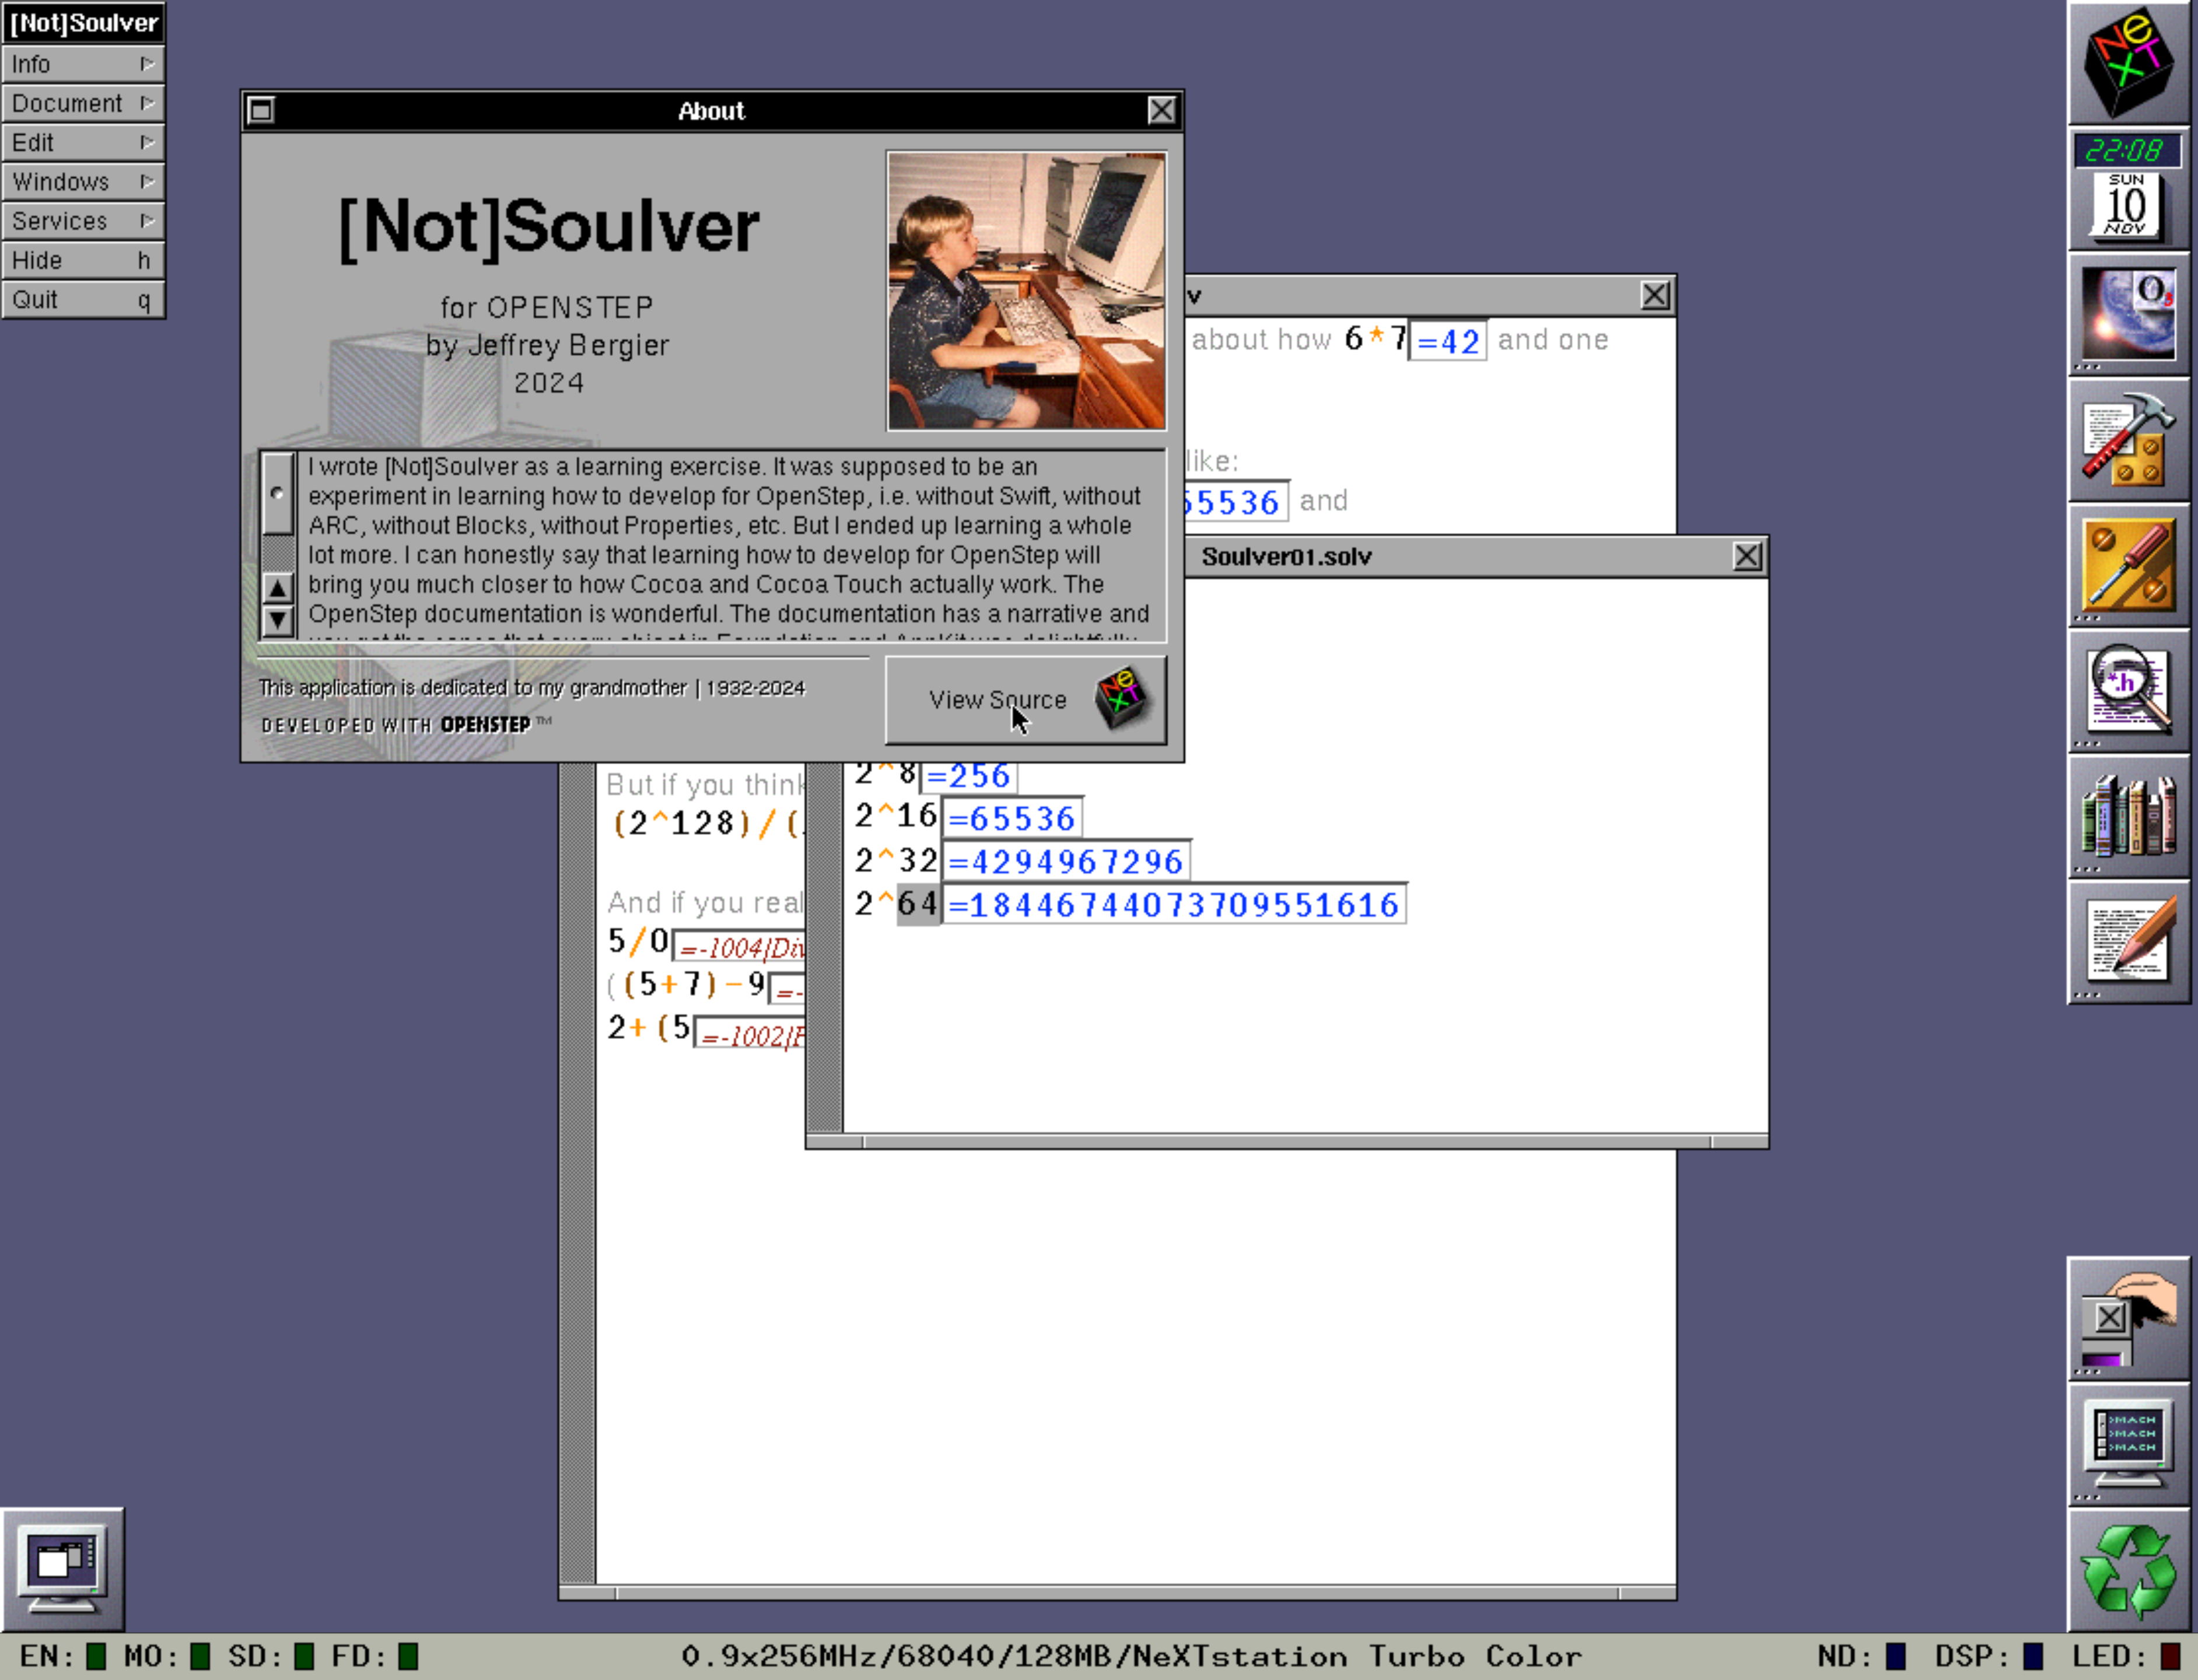 [Not]Soulver
Info
Document
Edit
Windows
Services
Hide h
Quit q
About
[Not]Soulver
for OPENSTEP
by Jeffrey Bergier
2024
I wrote [Not]Soulver as a learning exercise. It was supposed to be an
experiment in learning how to develop for OpenStep, i.e. without Swift, without
ARC, without Blocks, without Properties, etc. But I ended up learning a whole
lot more. I can honestly say that learning how to develop for OpenStep will
bring you much closer to how Cocoa and Cocoa Touch actually work. The
OpenStep documentation is wonderful. The documentation has a narrative and
This application is dedicated to my grandmother | 1932-2024
DEVELOPED WITH OPENSTEP™
View Source
NeXT
v
about how 6*7 =42 and one
like:
5536 and
Soulver01.solv
2^8 =256
2^16 =65536
2^32 =4294967296
2^64 =18446744073709551616
But if you think
(2^128)/(
And if you real
5/0 =-1004|Div
((5+7)-9 =-
2+(5 =-1002|
NeXT
22:08
SUN
10
NOV
O3
*.h
>MACH
>MACH
>MACH
EN: MO: SD: FD: 0.9x256MHz/68040/128MB/NeXTstation Turbo Color ND: DSP: LED: